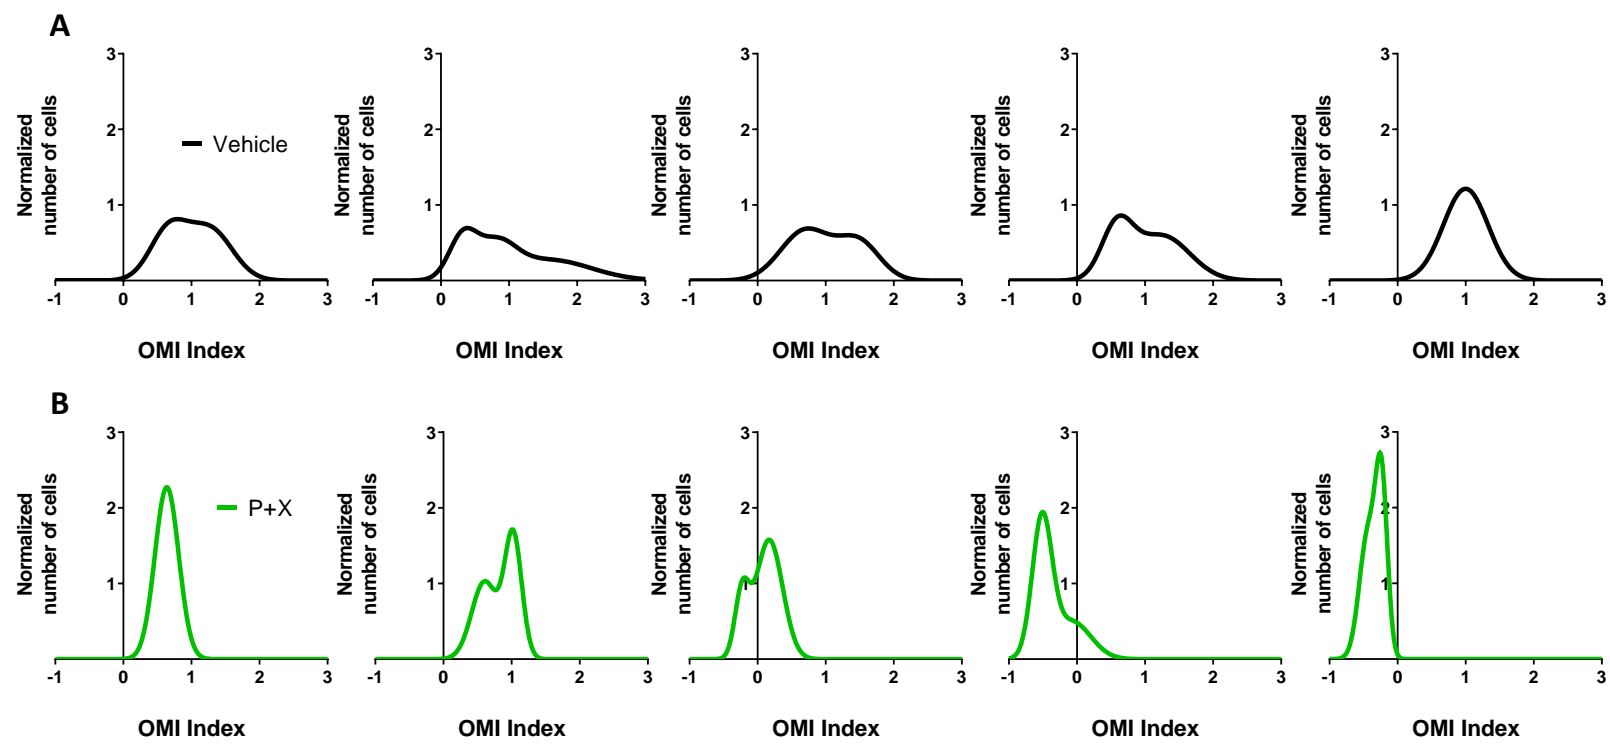 A
3 3 3 3 3
Normalized number of cells Normalized number of cells Normalized number of cells Normalized number of cells Normalized number of cells
2 2 2 2 2
Vehicle
1 1 1 1 1
-1 0 1 2 3 -1 0 1 2 3 -1 0 1 2 3 -1 0 1 2 3 -1 0 1 2 3
OMI Index OMI Index OMI Index OMI Index OMI Index
B
3 3 3 3 3
Normalized number of cells Normalized number of cells Normalized number of cells Normalized number of cells Normalized number of cells
2 2 2 2 2
P+X
1 1 1 1 1
-1 0 1 2 3 -1 0 1 2 3 -1 0 1 2 3 -1 0 1 2 3 -1 0 1 2 3
OMI Index OMI Index OMI Index OMI Index OMI Index